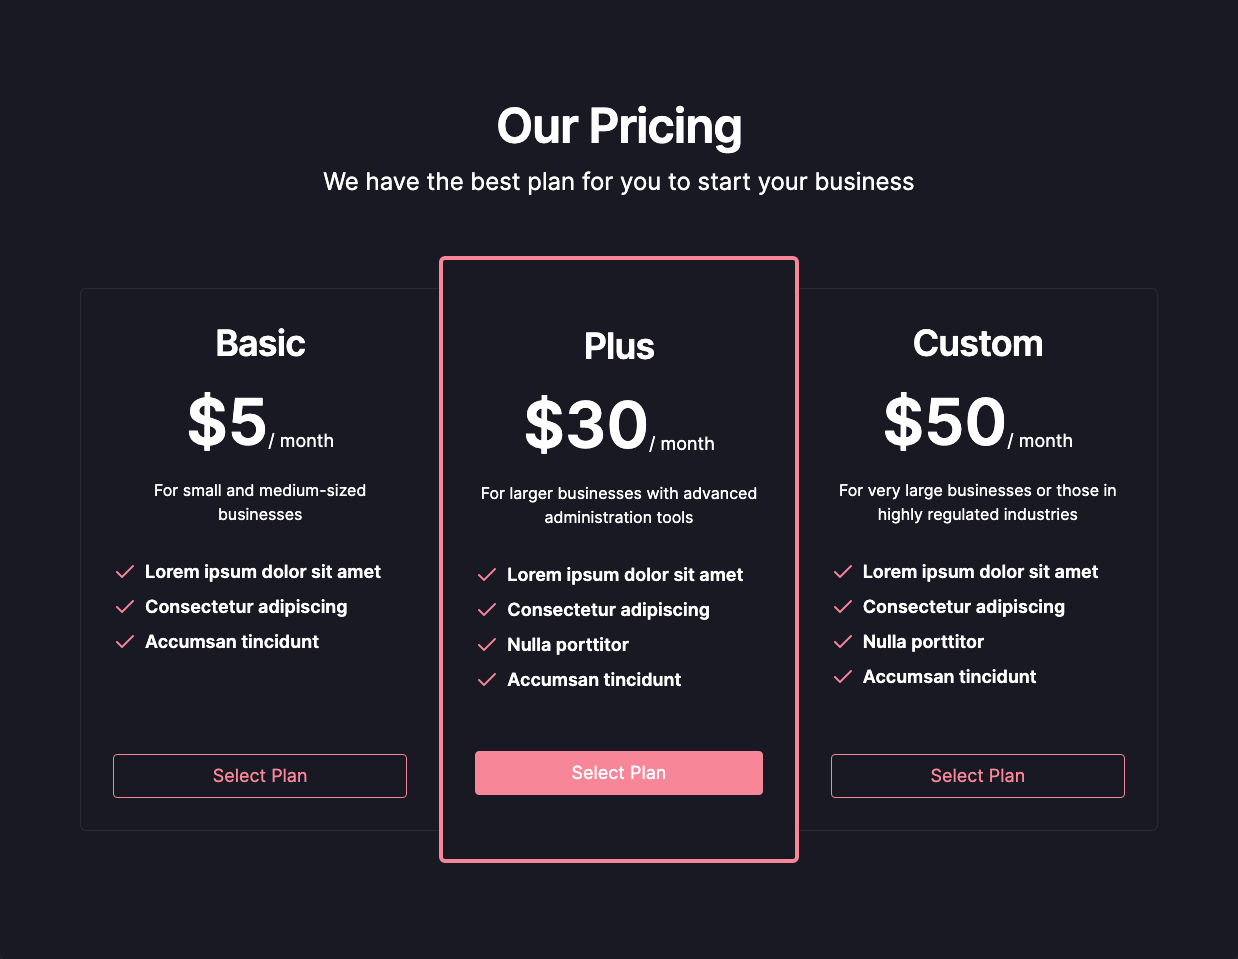 Our Pricing
We have the best plan for you to start your business
Basic
$5/ month
For small and medium-sized
businesses
Lorem ipsum dolor sit amet
Consectetur adipiscing
Accumsan tincidunt
Select Plan
Plus
$30/ month
For larger businesses with advanced
administration tools
Lorem ipsum dolor sit amet
Consectetur adipiscing
Nulla porttitor
Accumsan tincidunt
Select Plan
Custom
$50/ month
For very large businesses or those in
highly regulated industries
Lorem ipsum dolor sit amet
Consectetur adipiscing
Nulla porttitor
Accumsan tincidunt
Select Plan